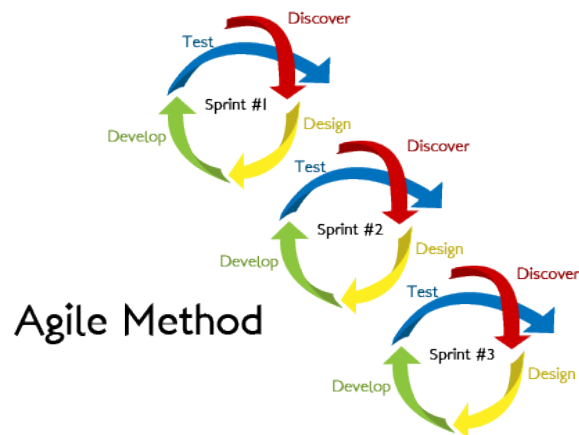 Discover
Test
Sprint #1
Develop
Design
Discover
Test
Sprint #2
Develop
Design
Discover
Test
Agile Method
Sprint #3
Develop
Design